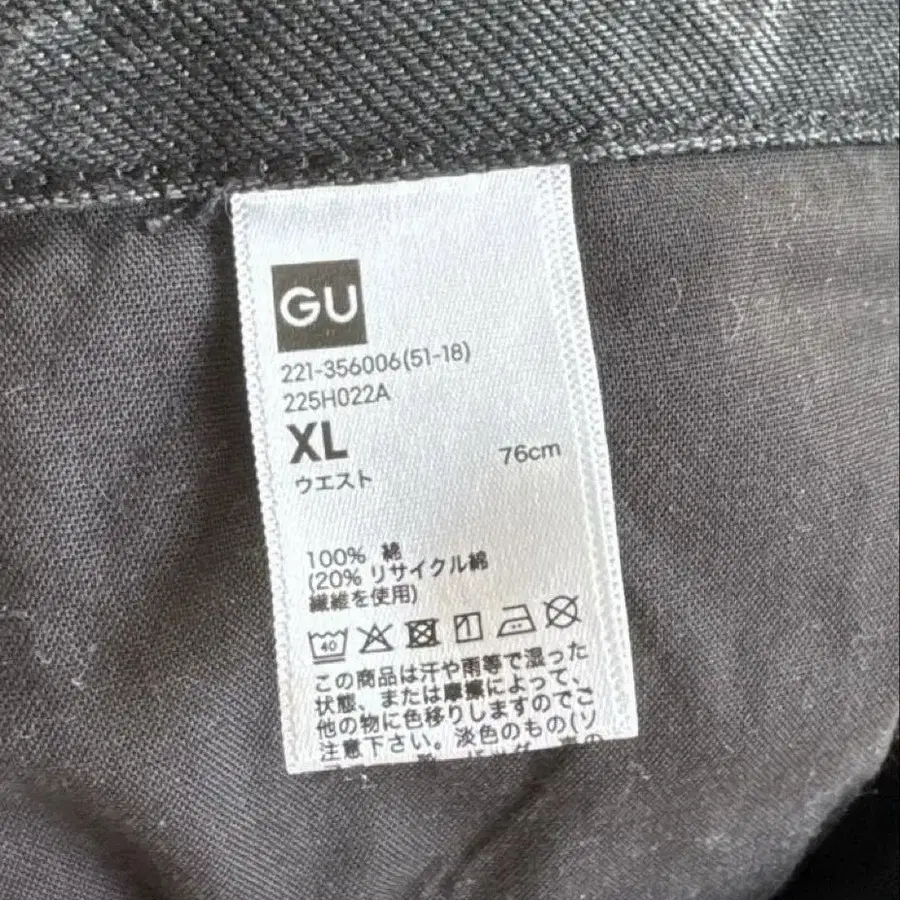 GU
221-356006(51-18)
225H022A
XL
ウエスト 76cm
100% 綿
(20% リサイクル綿
繊維を使用)
40
この商品は汗や雨等で湿った
状態、または摩擦によって、
他の物に色移りしますのでご
注意下さい。淡色のもの(ソ